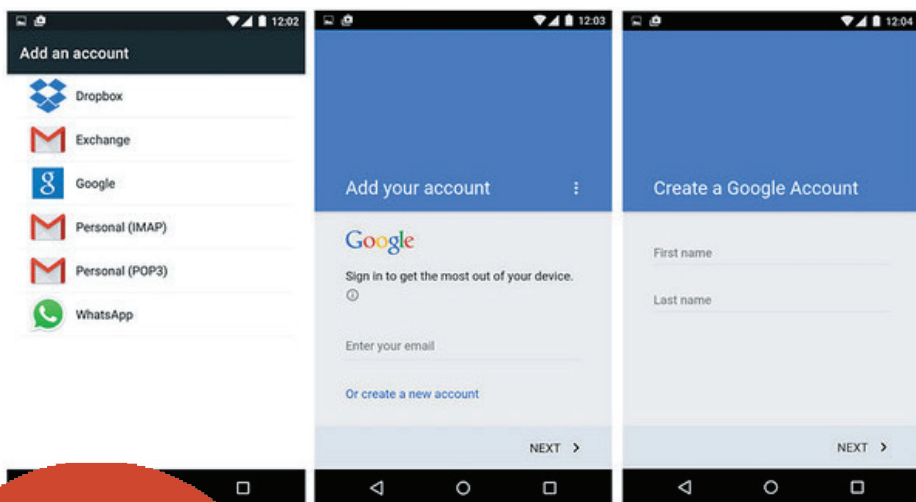 12:02
Add an account
Dropbox
Exchange
8 Google
Personal (IMAP)
Personal (POP3)
WhatsApp
12:03
Add your account
Google
Sign in to get the most out of your device.
Enter your email
Or create a new account
NEXT
12:04
Create a Google Account
First name
Last name
NEXT